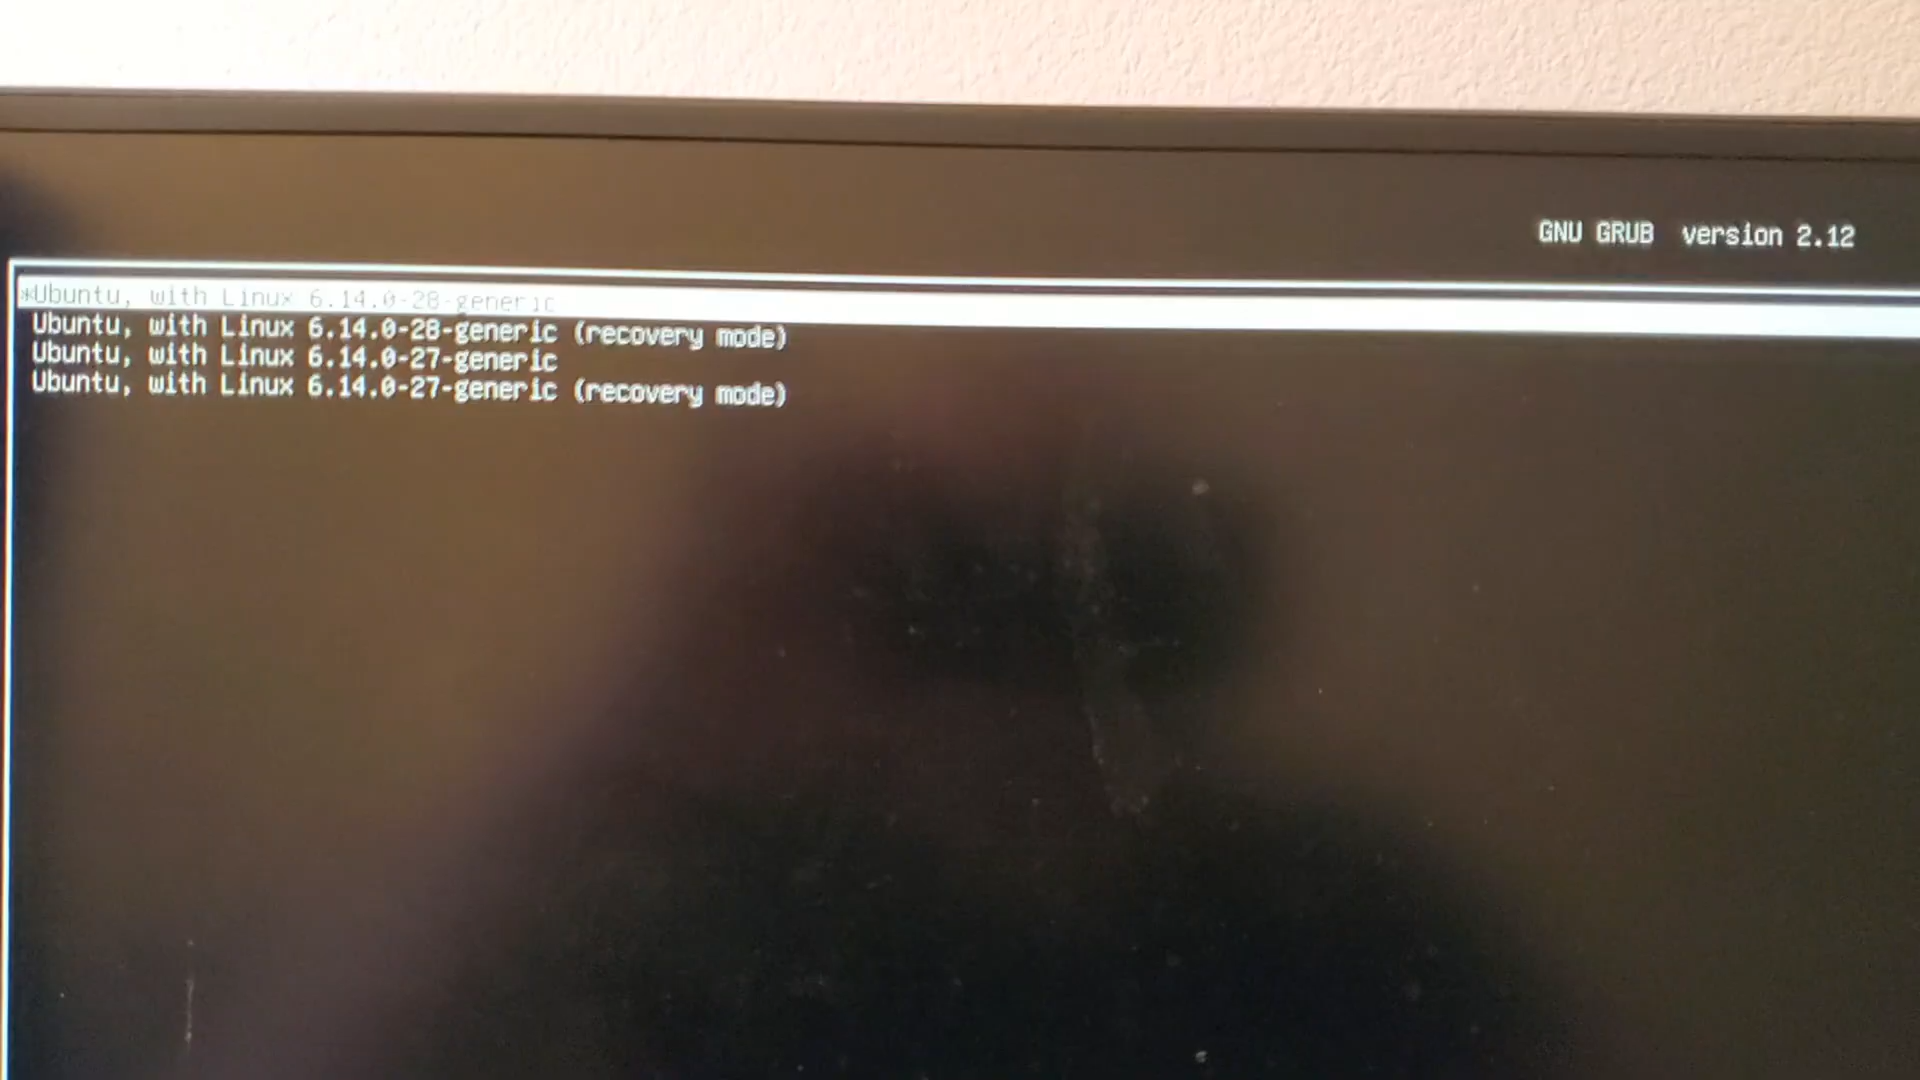 GNU GRUB version 2.12
*Ubuntu, with Linux 6.14.0-28-generic
Ubuntu, with Linux 6.14.0-28-generic (recovery mode)
Ubuntu, with Linux 6.14.0-27-generic
Ubuntu, with Linux 6.14.0-27-generic (recovery mode)